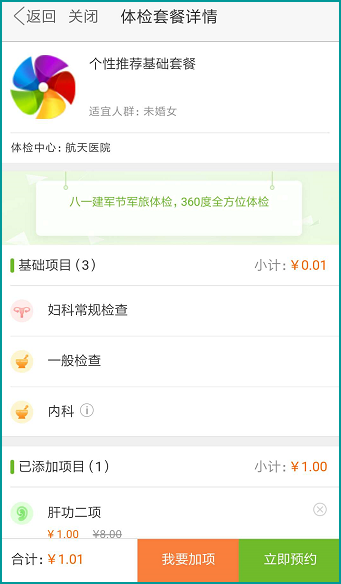 返回 关闭 体检套餐详情
个性推荐基础套餐
适宜人群: 未婚女
体检中心: 航天医院
八一建军节军旅体检, 360度全方位体检
基础项目 (3) 小计: ¥0.01
妇科常规检查
一般检查
内科
已添加项目 (1) 小计: ¥1.00
肝功二项
¥1.00 ¥8.00
合计: ¥1.01 我要加项 立即预约